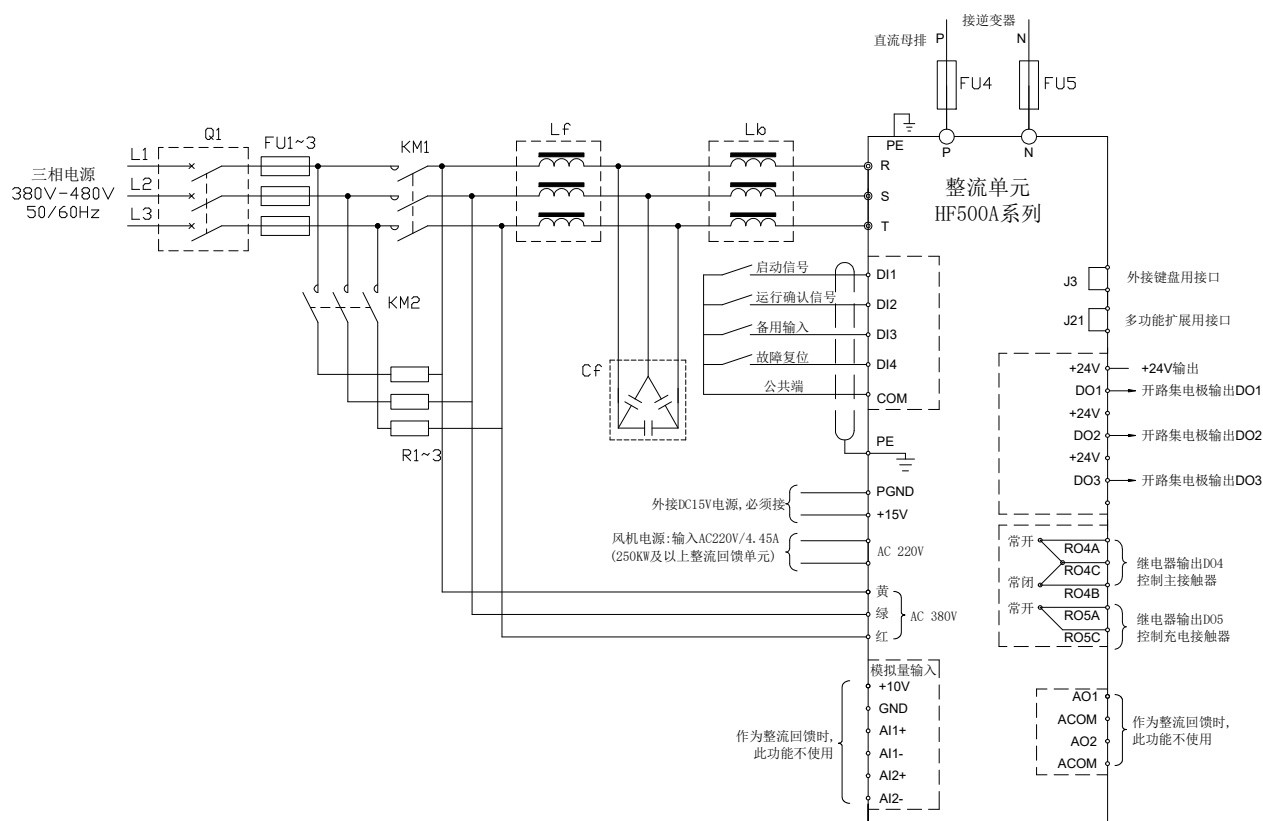 接逆变器
直流母排 P
N
FU4
FU5
Q1
FU1~3
KM1
Lf
Lb
PE
P
N
三相电源
380V-480V
50/60Hz
L1
L2
L3
R
S
T
整流单元
HF500A系列
启动信号
DI1
运行确认信号
DI2
备用输入
DI3
故障复位
DI4
公共端
COM
PE
KM2
R1~3
Cf
J3
外接键盘用接口
J21
多功能扩展用接口
+24V
+24V输出
DO1
开路集电极输出DO1
+24V
DO2
开路集电极输出DO2
+24V
DO3
开路集电极输出DO3
外接DC15V电源,必须接
PGND
+15V
风机电源:输入AC220V/4.45A
(250KW及以上整流回馈单元)
AC 220V
黄
绿
红
AC 380V
常开
RO4A
RO4C
常闭
RO4B
继电器输出DO4
控制主接触器
常开
RO5A
RO5C
继电器输出DO5
控制充电接触器
模拟量输入
+10V
GND
AI1+
AI1-
AI2+
AI2-
作为整流回馈时,
此功能不使用
AO1
ACOM
AO2
ACOM
作为整流回馈时,
此功能不使用